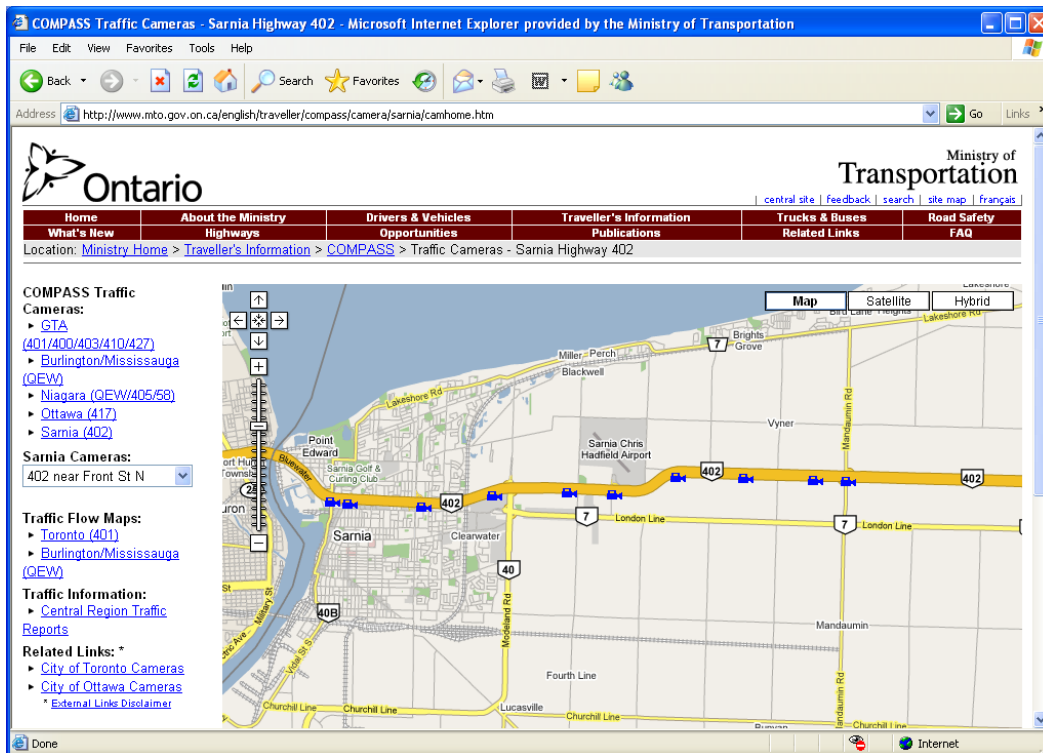 COMPASS Traffic Cameras - Sarnia Highway 402 - Microsoft Internet Explorer provided by the Ministry of Transportation
File Edit View Favorites Tools Help
Back Search Favorites
Address http://www.mto.gov.on.ca/english/traveller/compass/camera/sarnia/camhome.htm Go Links
Ontario
Ministry of
Transportation
central site | feedback | search | site map | français
Home About the Ministry Drivers & Vehicles Traveller's Information Trucks & Buses Road Safety
What's New Highways Opportunities Publications Related Links FAQ
Location: Ministry Home > Traveller's Information > COMPASS > Traffic Cameras - Sarnia Highway 402
COMPASS Traffic
Cameras:
GTA
(401/400/403/410/427)
Burlington/Mississauga
(QEW)
Niagara (QEW/405/58)
Ottawa (417)
Sarnia (402)
Sarnia Cameras:
402 near Front St N
Traffic Flow Maps:
Toronto (401)
Burlington/Mississauga
(QEW)
Traffic Information:
Central Region Traffic
Reports
Related Links: *
City of Toronto Cameras
City of Ottawa Cameras
* External Links Disclaimer
Map Satellite Hybrid
Lakeshore Rd
Brights
Grove
7
Miller Perch
Blackwell
Lakeshore Rd
Mandaumin Rd
Vyner
Point
Edward
Bluewater
Sarnia Golf &
Curling Club
Sarnia Chris
Hadfield Airport
402
402
402
7
London Line
7
London Line
Sarnia
Clearwater
40
40B
Modeland Rd
Military St
Vidal St S
Mandaumin
Fourth Line
Lucasville
Churchill Line
Churchill Line
Churchill Line
Mandaumin Rd
Done
Internet